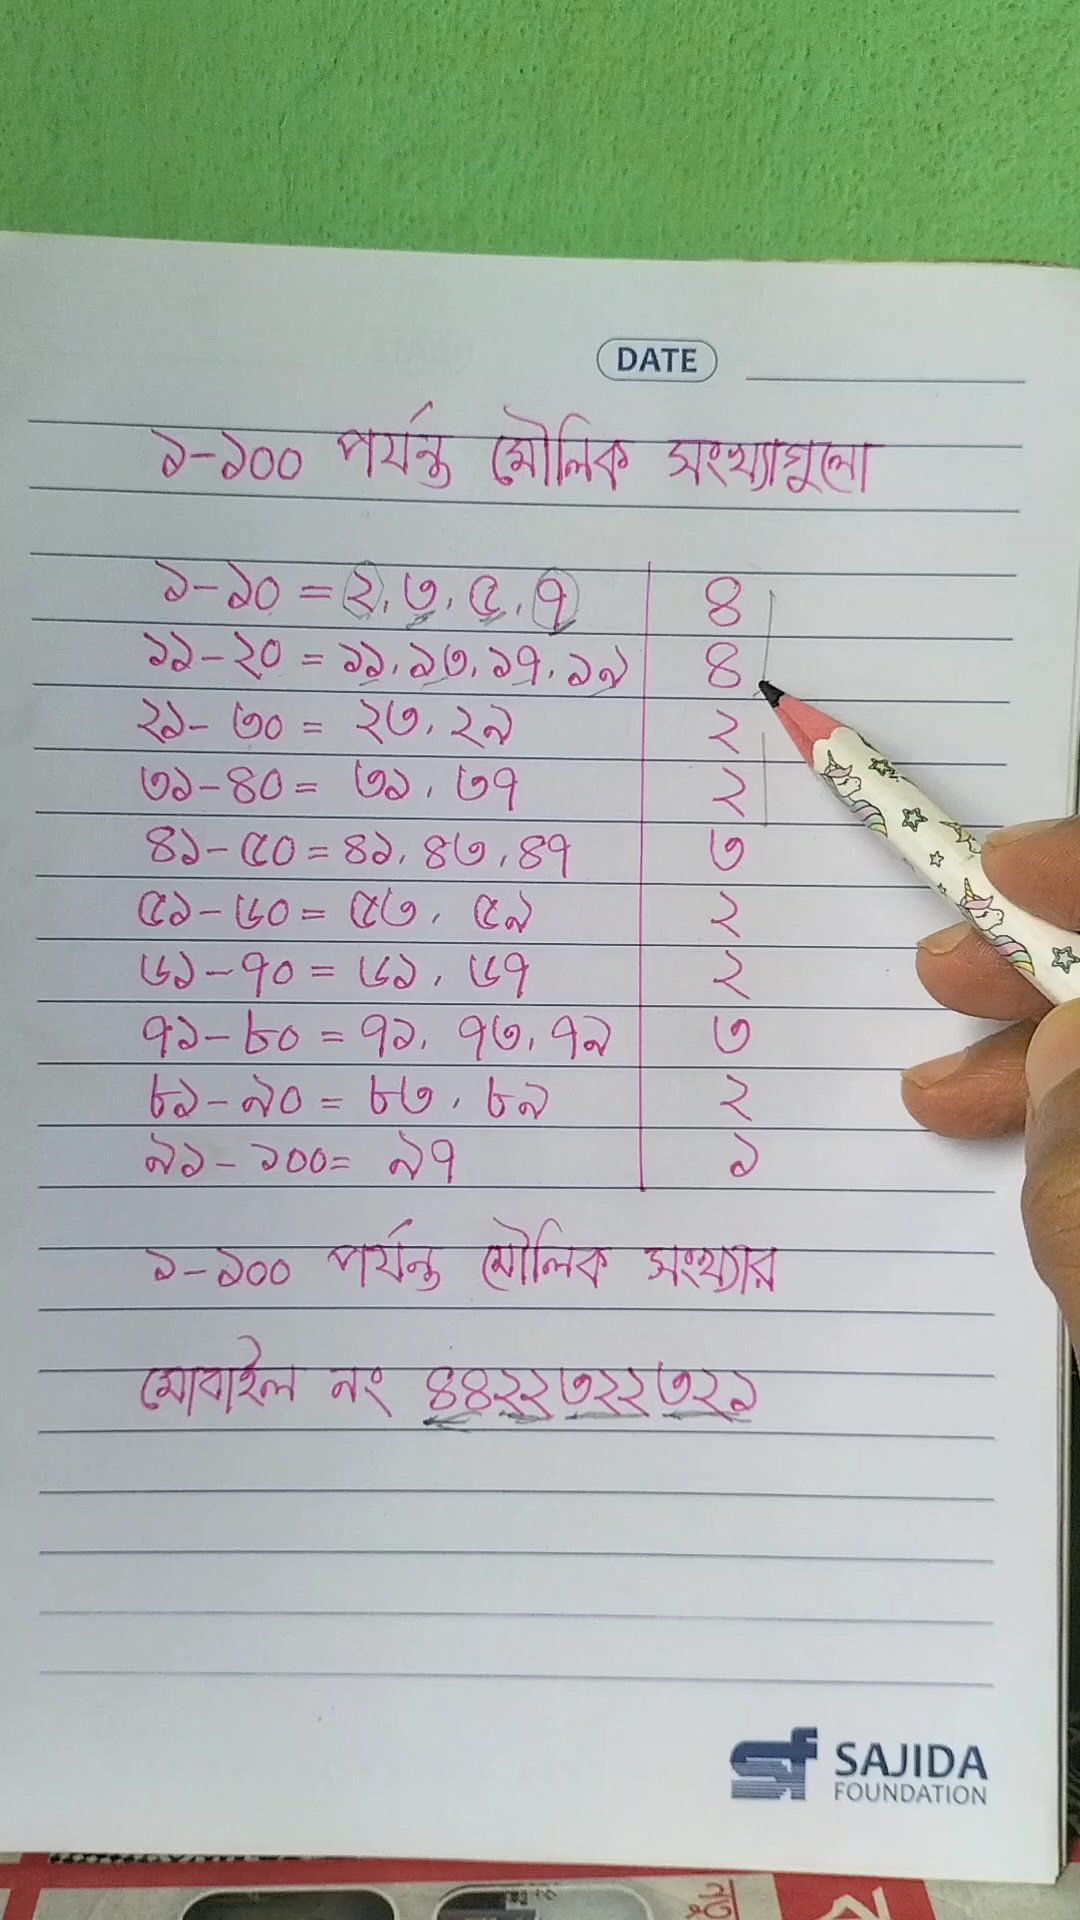 DATE
১-১০০ পর্যন্ত মৌলিক সংখ্যাগুলো
১-১০ = ২, ৩, ৫, ৭ ৪
১১-২০ = ১১, ১৩, ১৭, ১৯ ৪
২১-৩০ = ২৩, ২৯ ২
৩১-৪০ = ৩১, ৩৭ ২
৪১-৫০ = ৪১, ৪৩, ৪৭ ৩
৫১-৬০ = ৫৩, ৫৯ ২
৬১-৭০ = ৬১, ৬৭ ২
৭১-৮০ = ৭১, ৭৩, ৭৯ ৩
৮১-৯০ = ৮৩, ৮৯ ২
৯১-১০০ = ৯৭ ১
১-১০০ পর্যন্ত মৌলিক সংখ্যার
মোবাইল নং ৪৪২২৩২২৩২১
SAJIDA
FOUNDATION